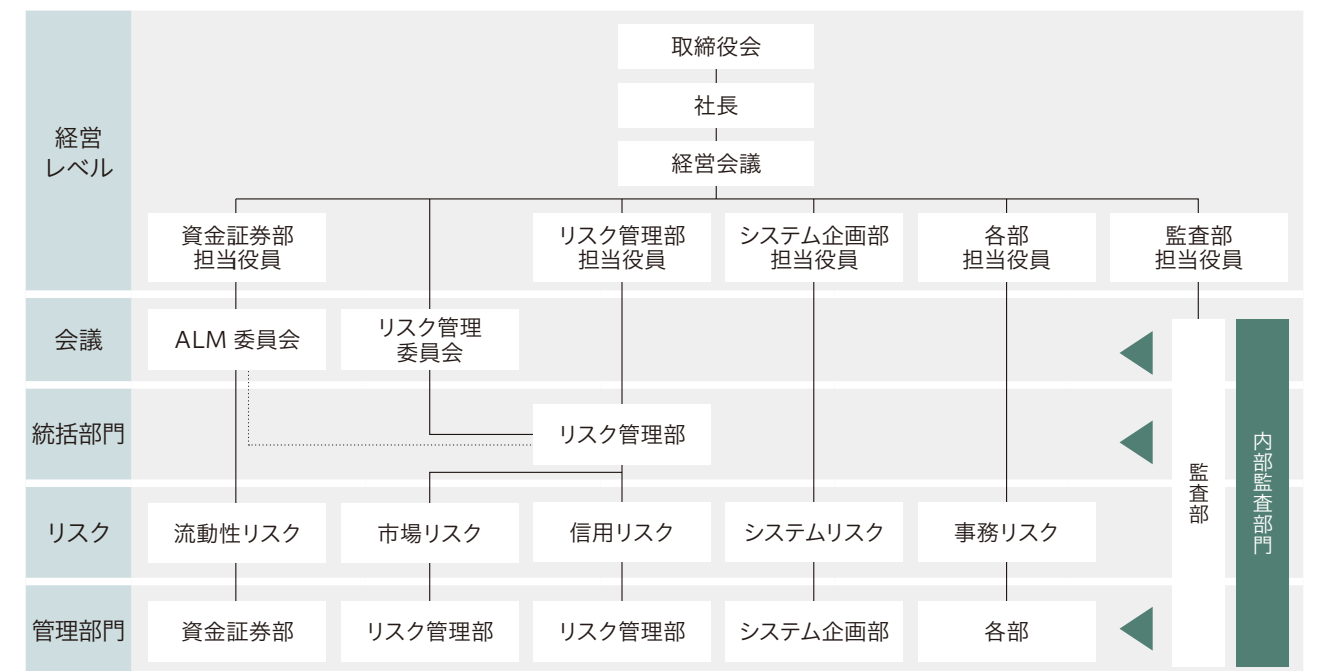 取締役会
社長
経営会議
経営
レベル
資金証券部
担当役員
リスク管理部
担当役員
システム企画部
担当役員
各部
担当役員
監査部
担当役員
会議
ALM 委員会
リスク管理
委員会
統括部門
リスク管理部
リスク
流動性リスク
市場リスク
信用リスク
システムリスク
事務リスク
管理部門
資金証券部
リスク管理部
リスク管理部
システム企画部
各部
監査部
内部監査部門